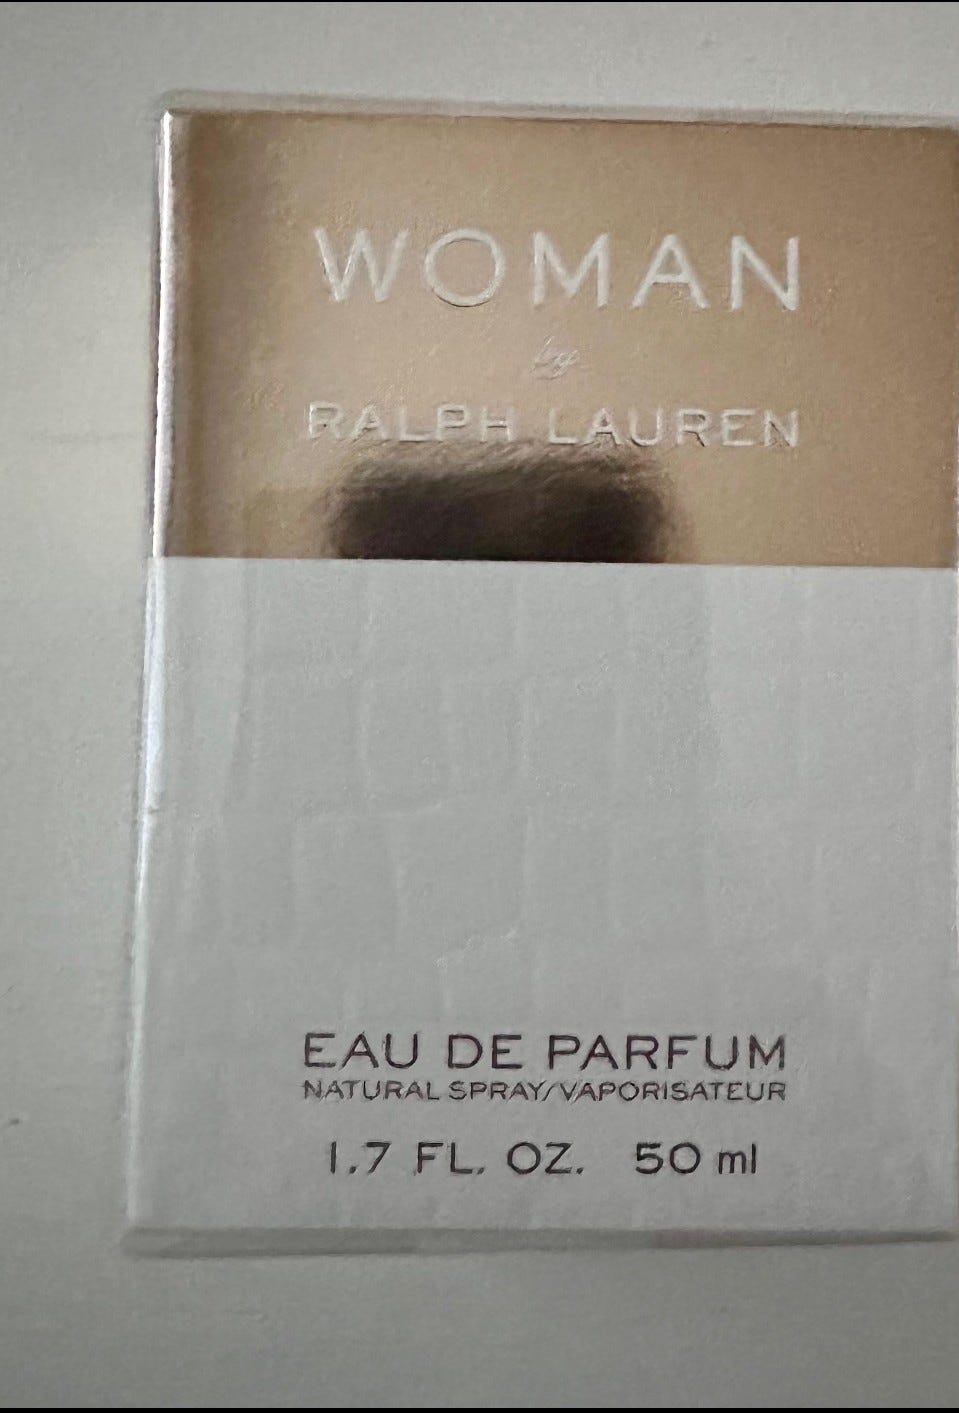 WOMAN
by
RALPH LAUREN
EAU DE PARFUM
NATURAL SPRAY/VAPORISATEUR
1.7 FL. OZ. 50 ml